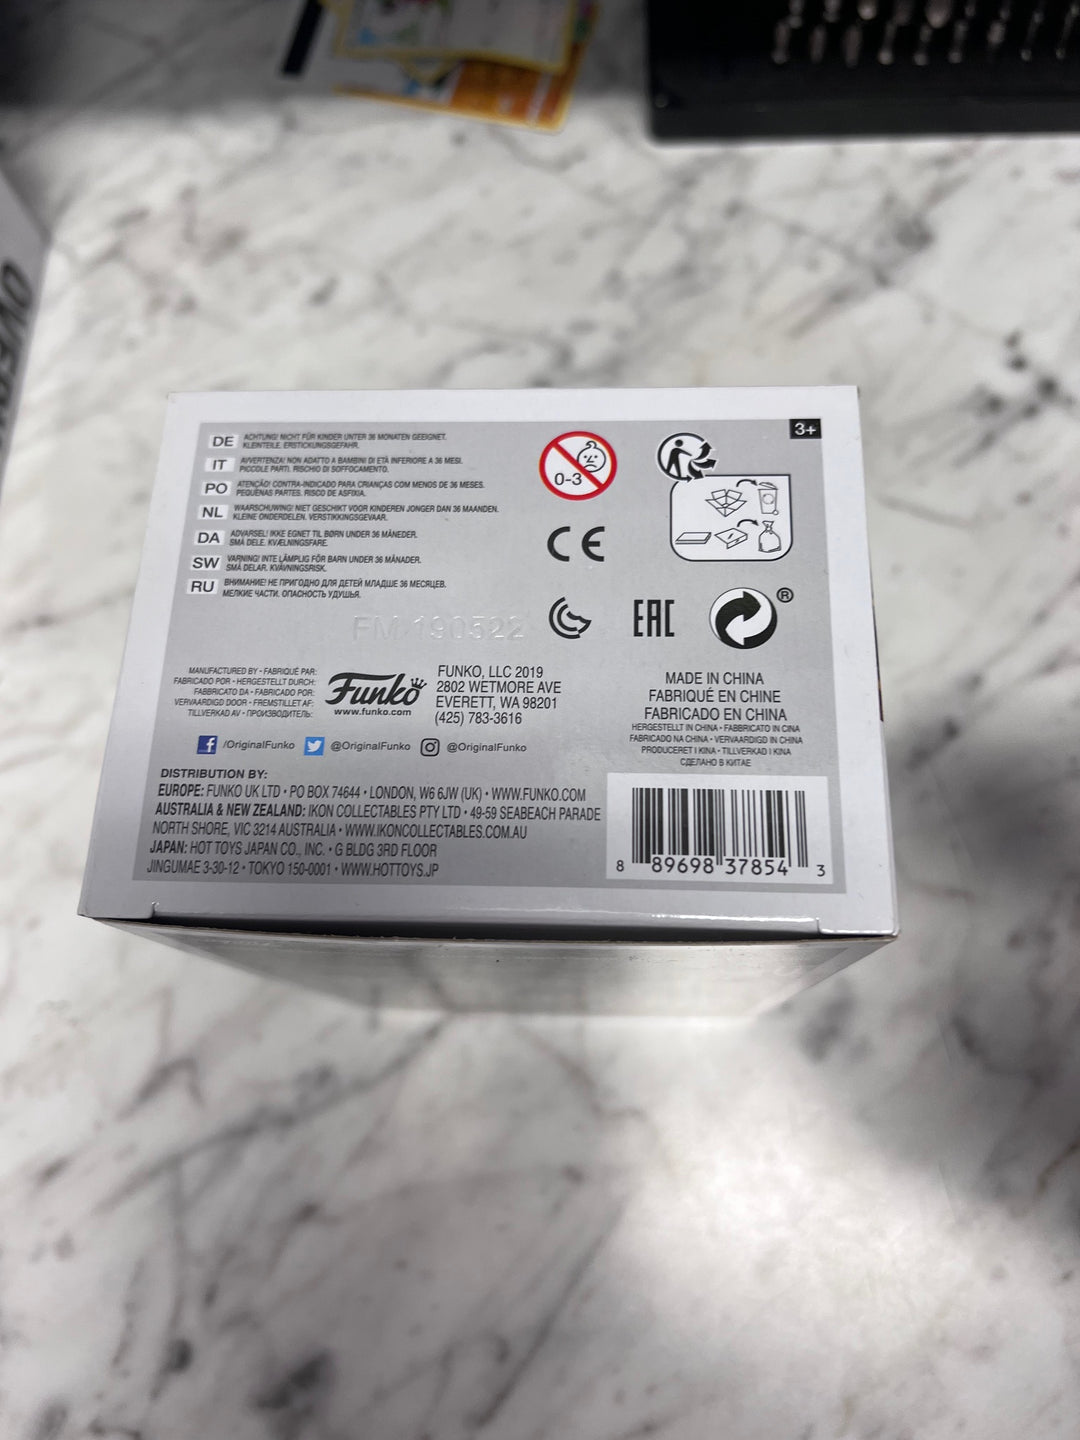 3+
DE ACHTUNG! NICHT FÜR KINDER UNTER 36 MONATEN GEEIGNET.
KLEINTEILE. ERSTICKUNGSGEFAHR.
IT AVVERTENZA! NON ADATTO A BAMBINI DI ETÀ INFERIORE A 36 MESI.
PICCOLE PARTI. RISCHIO DI SOFFOCAMENTO.
PO ATENÇÃO! CONTRA-INDICADO PARA CRIANÇAS COM MENOS DE 36 MESES.
PEQUENAS PARTES. RISCO DE ASFIXIA.
NL WAARSCHUWING! NIET GESCHIKT VOOR KINDEREN JONGER DAN 36 MAANDEN.
KLEINE ONDERDELEN. VERSTIKKINGSGEVAAR.
DA ADVARSEL! IKKE EGNET TIL BØRN UNDER 36 MÅNEDER.
SMÅ DELE. KVÆLNINGSFARE.
SW VARNING! INTE LÄMPLIG FÖR BARN UNDER 36 MÅNADER.
SMÅ DELAR. KVÄVNINGSRISK.
RU ВНИМАНИЕ! НЕ ПРИГОДНО ДЛЯ ДЕТЕЙ МЛАДШЕ 36 МЕСЯЦЕВ.
МЕЛКИЕ ЧАСТИ. ОПАСНОСТЬ УДУШЬЯ.
0-3
CE
FM-190522
EAC
®
MANUFACTURED BY • FABRIQUÉ PAR:
FABRICADO POR • HERGESTELLT DURCH:
FABBRICATO DA • FABRICADO POR:
VERVAARDIGD DOOR • FREMSTILLET AF:
TILLVERKAD AV • ПРОИЗВОДИТЕЛЬ:
Funko
www.funko.com
FUNKO, LLC 2019
2802 WETMORE AVE
EVERETT, WA 98201
(425) 783-3616
MADE IN CHINA
FABRIQUÉ EN CHINE
FABRICADO EN CHINA
HERGESTELLT IN CHINA • FABBRICATO IN CINA
FABRICADO NA CHINA • VERVAARDIGD IN CHINA
PRODUCERET I KINA • TILLVERKAD I KINA
СДЕЛАНО В КИТАЕ
/OriginalFunko @OriginalFunko @OriginalFunko
DISTRIBUTION BY:
EUROPE: FUNKO UK LTD • PO BOX 74644 • LONDON, W6 6JW (UK) • WWW.FUNKO.COM
AUSTRALIA & NEW ZEALAND: IKON COLLECTABLES PTY LTD • 49-59 SEABEACH PARADE
NORTH SHORE, VIC 3214 AUSTRALIA • WWW.IKONCOLLECTABLES.COM.AU
JAPAN: HOT TOYS JAPAN CO., INC. • G BLDG 3RD FLOOR
JINGUMAE 3-30-12 • TOKYO 150-0001 • WWW.HOTTOYS.JP
8 89698 37854 3